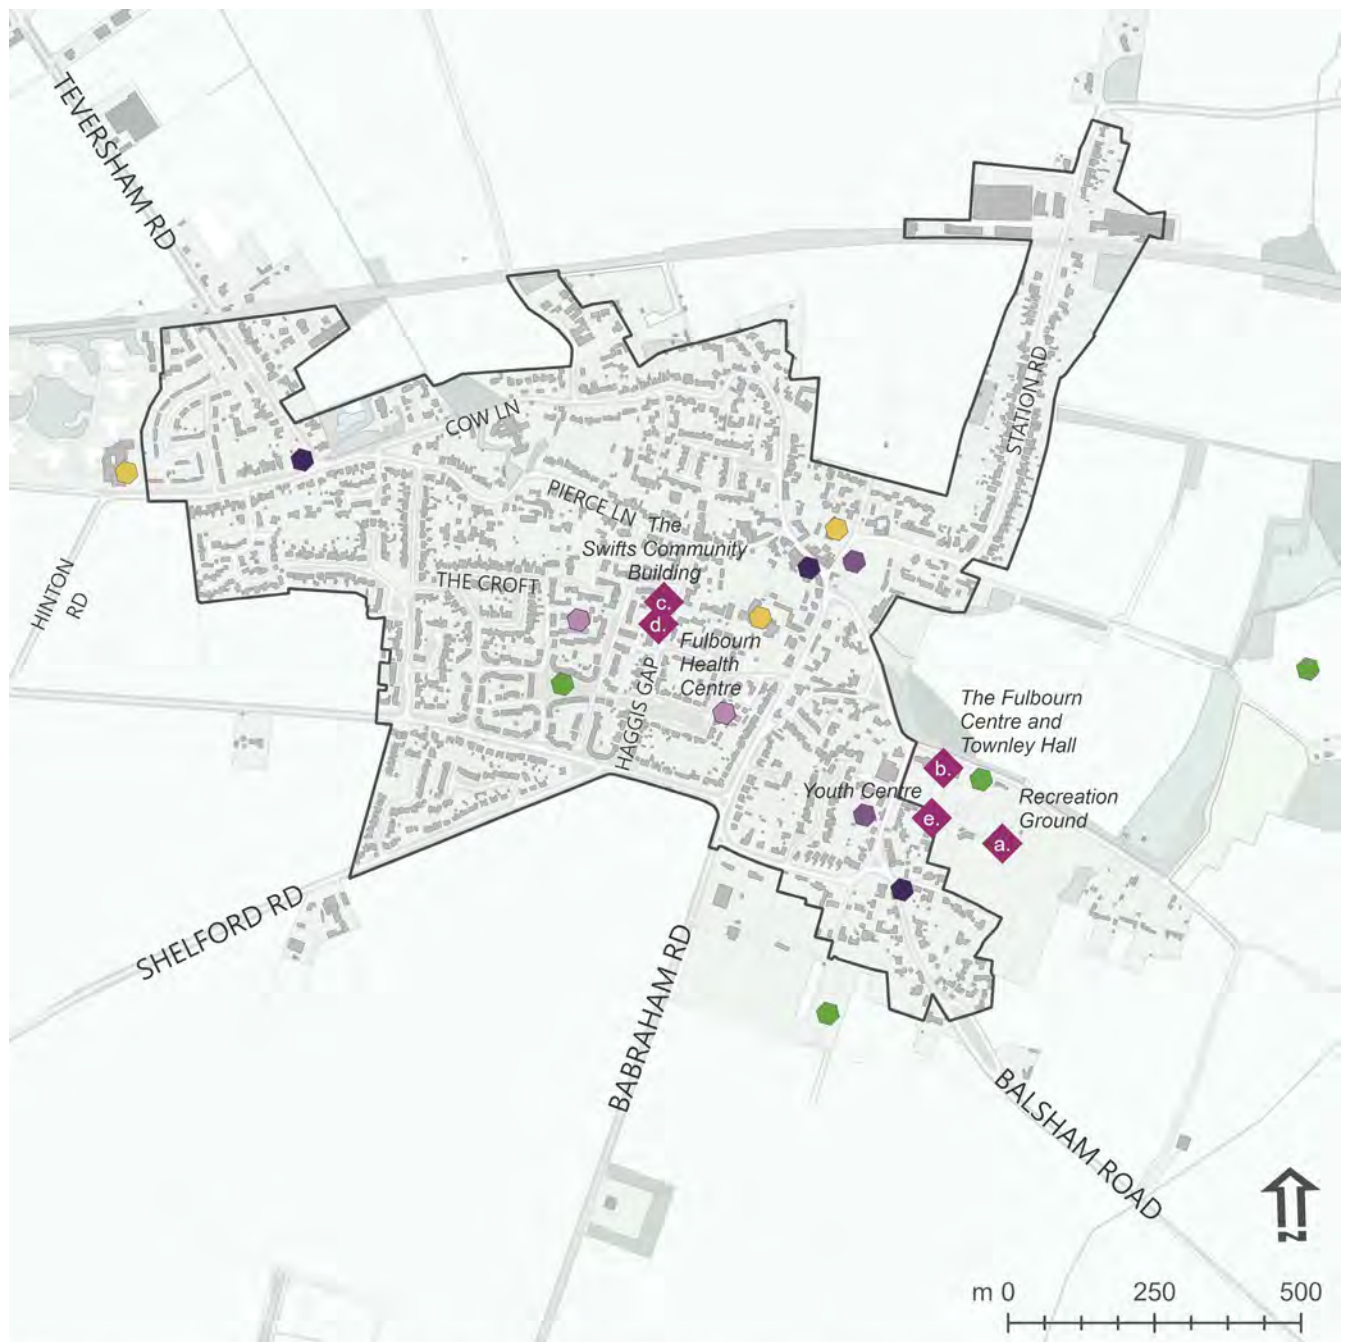 TEVERSHAM RD
STATION RD
COW LN
PIERCE LN
The
Swifts Community
Building
THE CROFT
HINTON
RD
c.
d.
Fulbourn
Health
Centre
HAGGIS GAP
The Fulbourn
Centre and
Townley Hall
b.
Youth Centre
e.
Recreation
Ground
a.
SHELFORD RD
BABRAHAM RD
BALSHAM ROAD
N
m 0 250 500